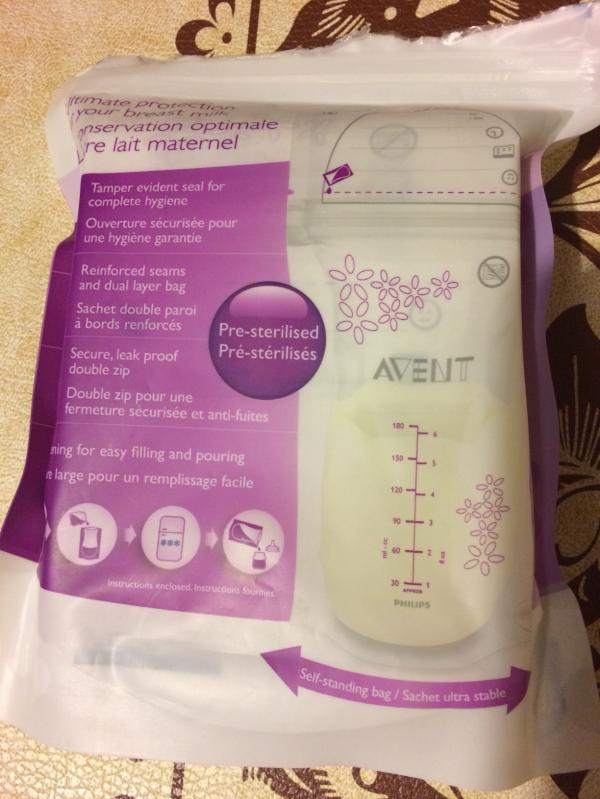 ltimate protection
your breast milk
onservation optimale
re lait maternel
Tamper evident seal for
complete hygiene
Ouverture sécurisée pour
une hygiène garantie
Reinforced seams
and dual layer bag
Sachet double paroi
à bords renforcés
Secure, leak proof
double zip
Double zip pour une
fermeture sécurisée et anti-fuites
ning for easy filling and pouring
large pour un remplissage facile
Instructions enclosed. Instructions fournies.
Pre-sterilised
Pré-stérilisés
AVENT
180 6
150 5
120 4
90 3
60 2
30 1
ml - cc
oz
APPROX
PHILIPS
Self-standing bag / Sachet ultra stable